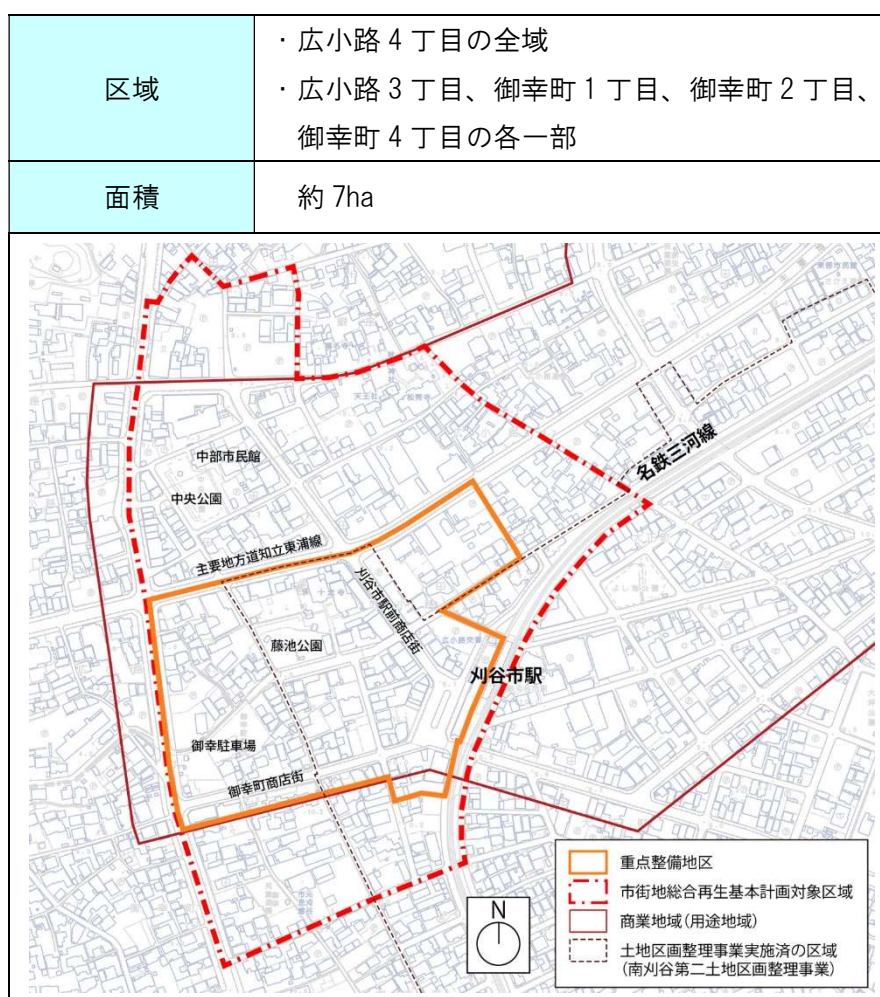 区域
・広小路4丁目の全域
・広小路3丁目、御幸町1丁目、御幸町2丁目、
御幸町4丁目の各一部
面積
約7ha
名鉄三河線
中部市民館
中央公園
主要地方道知立東浦線
刈谷市駅前商店街
藤池公園
刈谷市駅
御幸駐車場
御幸町商店街
N
重点整備地区
市街地総合再生基本計画対象区域
商業地域(用途地域)
土地区画整理事業実施済の区域
(南刈谷第二土地区画整理事業)